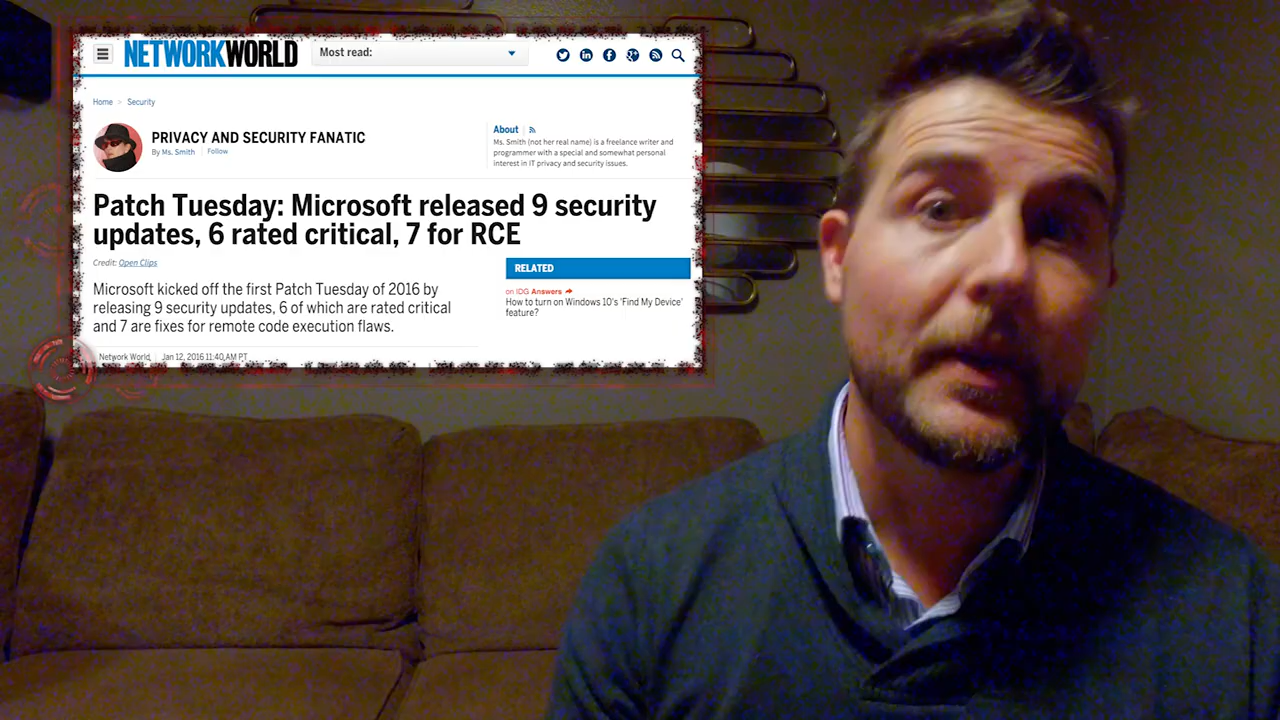 NETWORKWORLD
Most read:
Home > Security
PRIVACY AND SECURITY FANATIC
By Ms. Smith | Follow
About
Ms. Smith (not her real name) is a freelance writer and
programmer with a special and somewhat personal
interest in IT privacy and security issues.
Patch Tuesday: Microsoft released 9 security
updates, 6 rated critical, 7 for RCE
Credit: Open Clips
Microsoft kicked off the first Patch Tuesday of 2016 by
releasing 9 security updates, 6 of which are rated critical
and 7 are fixes for remote code execution flaws.
Network World | Jan 12, 2016 11:40 AM PT
RELATED
on IDG Answers
How to turn on Windows 10's 'Find My Device'
feature?